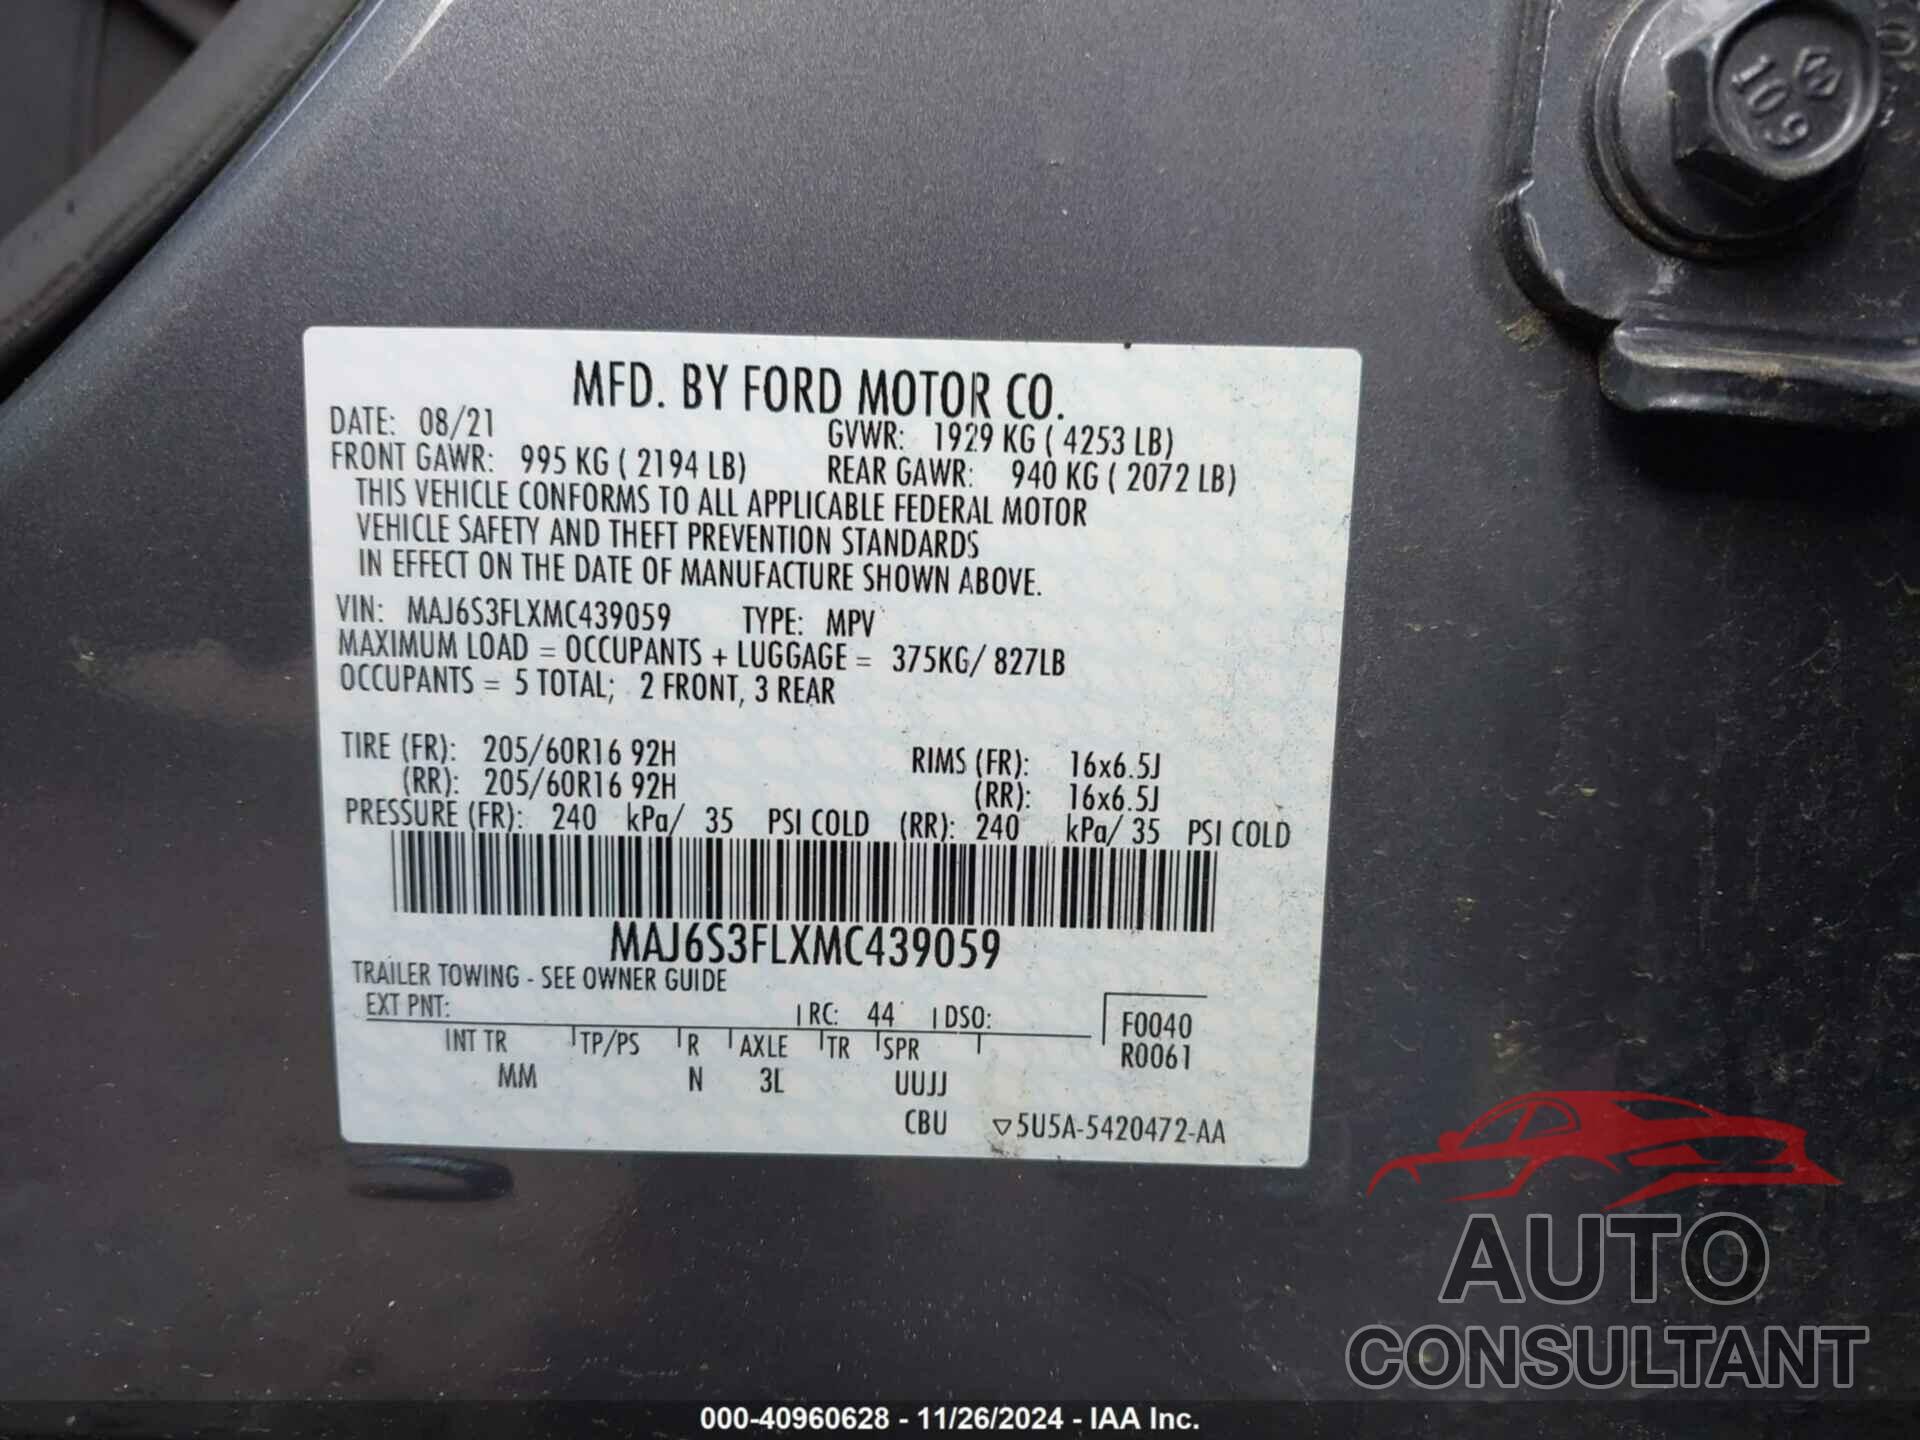 109
MFD. BY FORD MOTOR CO.
DATE: 08/21 GVWR: 1929 KG ( 4253 LB)
FRONT GAWR: 995 KG ( 2194 LB) REAR GAWR: 940 KG ( 2072 LB)
THIS VEHICLE CONFORMS TO ALL APPLICABLE FEDERAL MOTOR
VEHICLE SAFETY AND THEFT PREVENTION STANDARDS
IN EFFECT ON THE DATE OF MANUFACTURE SHOWN ABOVE.
VIN: MAJ6S3FLXMC439059 TYPE: MPV
MAXIMUM LOAD = OCCUPANTS + LUGGAGE = 375KG/ 827LB
OCCUPANTS = 5 TOTAL; 2 FRONT, 3 REAR
TIRE (FR): 205/60R16 92H RIMS (FR): 16x6.5J
(RR): 205/60R16 92H (RR): 16x6.5J
PRESSURE (FR): 240 kPa/ 35 PSI COLD (RR): 240 kPa/ 35 PSI COLD
MAJ6S3FLXMC439059
TRAILER TOWING - SEE OWNER GUIDE
EXT PNT: RC: 44 DSO: F0040
INT TR TP/PS R AXLE TR SPR R0061
MM N 3L UUJJ
CBU ▽5U5A-5420472-AA
AUTO
CONSULTANT
000-40960628 - 11/26/2024 - IAA Inc.